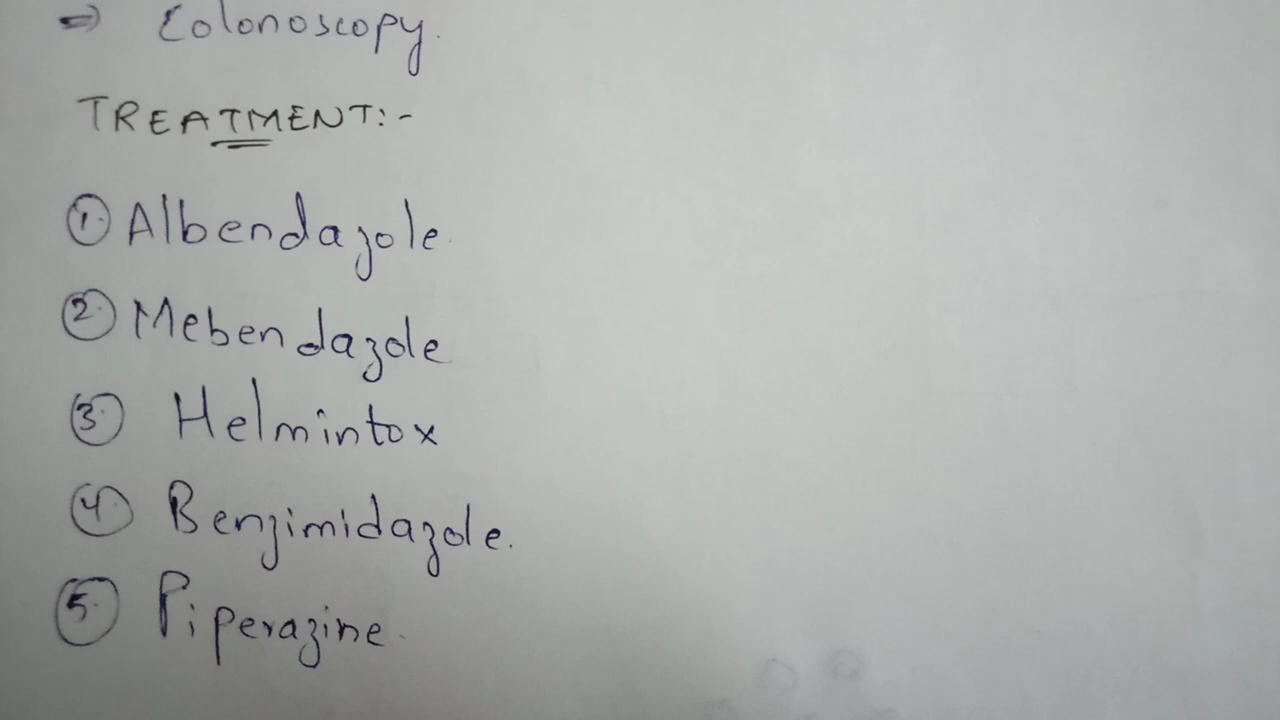 ⇒ Colonoscopy.
TREATMENT:-
① Albendazole.
② Mebendazole
③ Helmintox
④ Benzimidazole.
⑤ Piperazine.